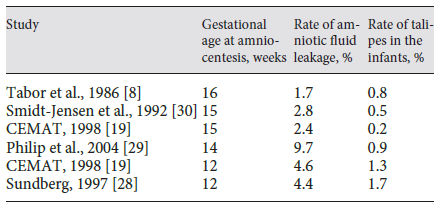 Study Gestational Rate of am- Rate of tali-
age at amnio- niotic fluid pes in the
centesis, weeks leakage, % infants, %
Tabor et al., 1986 [8] 16 1.7 0.8
Smidt-Jensen et al., 1992 [30] 15 2.8 0.5
CEMAT, 1998 [19] 15 2.4 0.2
Philip et al., 2004 [29] 14 9.7 0.9
CEMAT, 1998 [19] 12 4.6 1.3
Sundberg, 1997 [28] 12 4.4 1.7